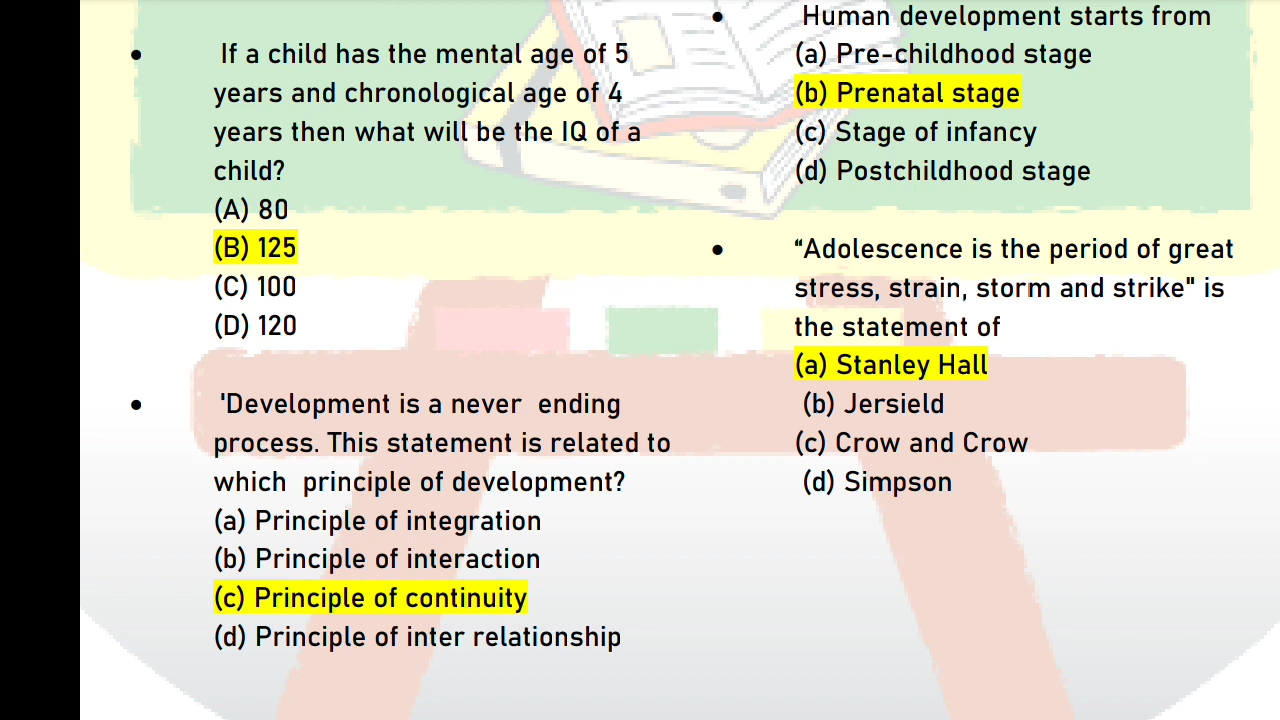 • If a child has the mental age of 5
years and chronological age of 4
years then what will be the IQ of a
child?
(A) 80
(B) 125
(C) 100
(D) 120
• 'Development is a never  ending
process. This statement is related to
which  principle of development?
(a) Principle of integration
(b) Principle of interaction
(c) Principle of continuity
(d) Principle of inter relationship
• Human development starts from
(a) Pre-childhood stage
(b) Prenatal stage
(c) Stage of infancy
(d) Postchildhood stage
• “Adolescence is the period of great
stress, strain, storm and strike" is
the statement of
(a) Stanley Hall
(b) Jersield
(c) Crow and Crow
(d) Simpson